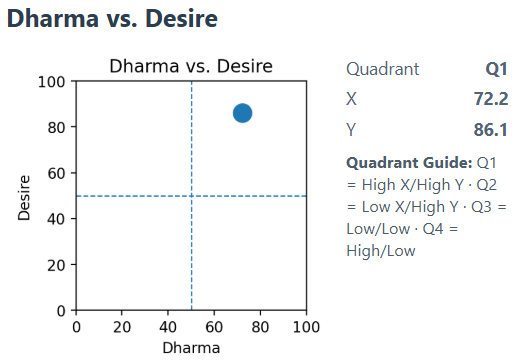 Dharma vs. Desire
Dharma vs. Desire
100
80
60
40
20
0
Desire
0 20 40 60 80 100
Dharma
Quadrant Q1
X 72.2
Y 86.1
Quadrant Guide: Q1
= High X/High Y · Q2
= Low X/High Y · Q3 =
Low/Low · Q4 =
High/Low